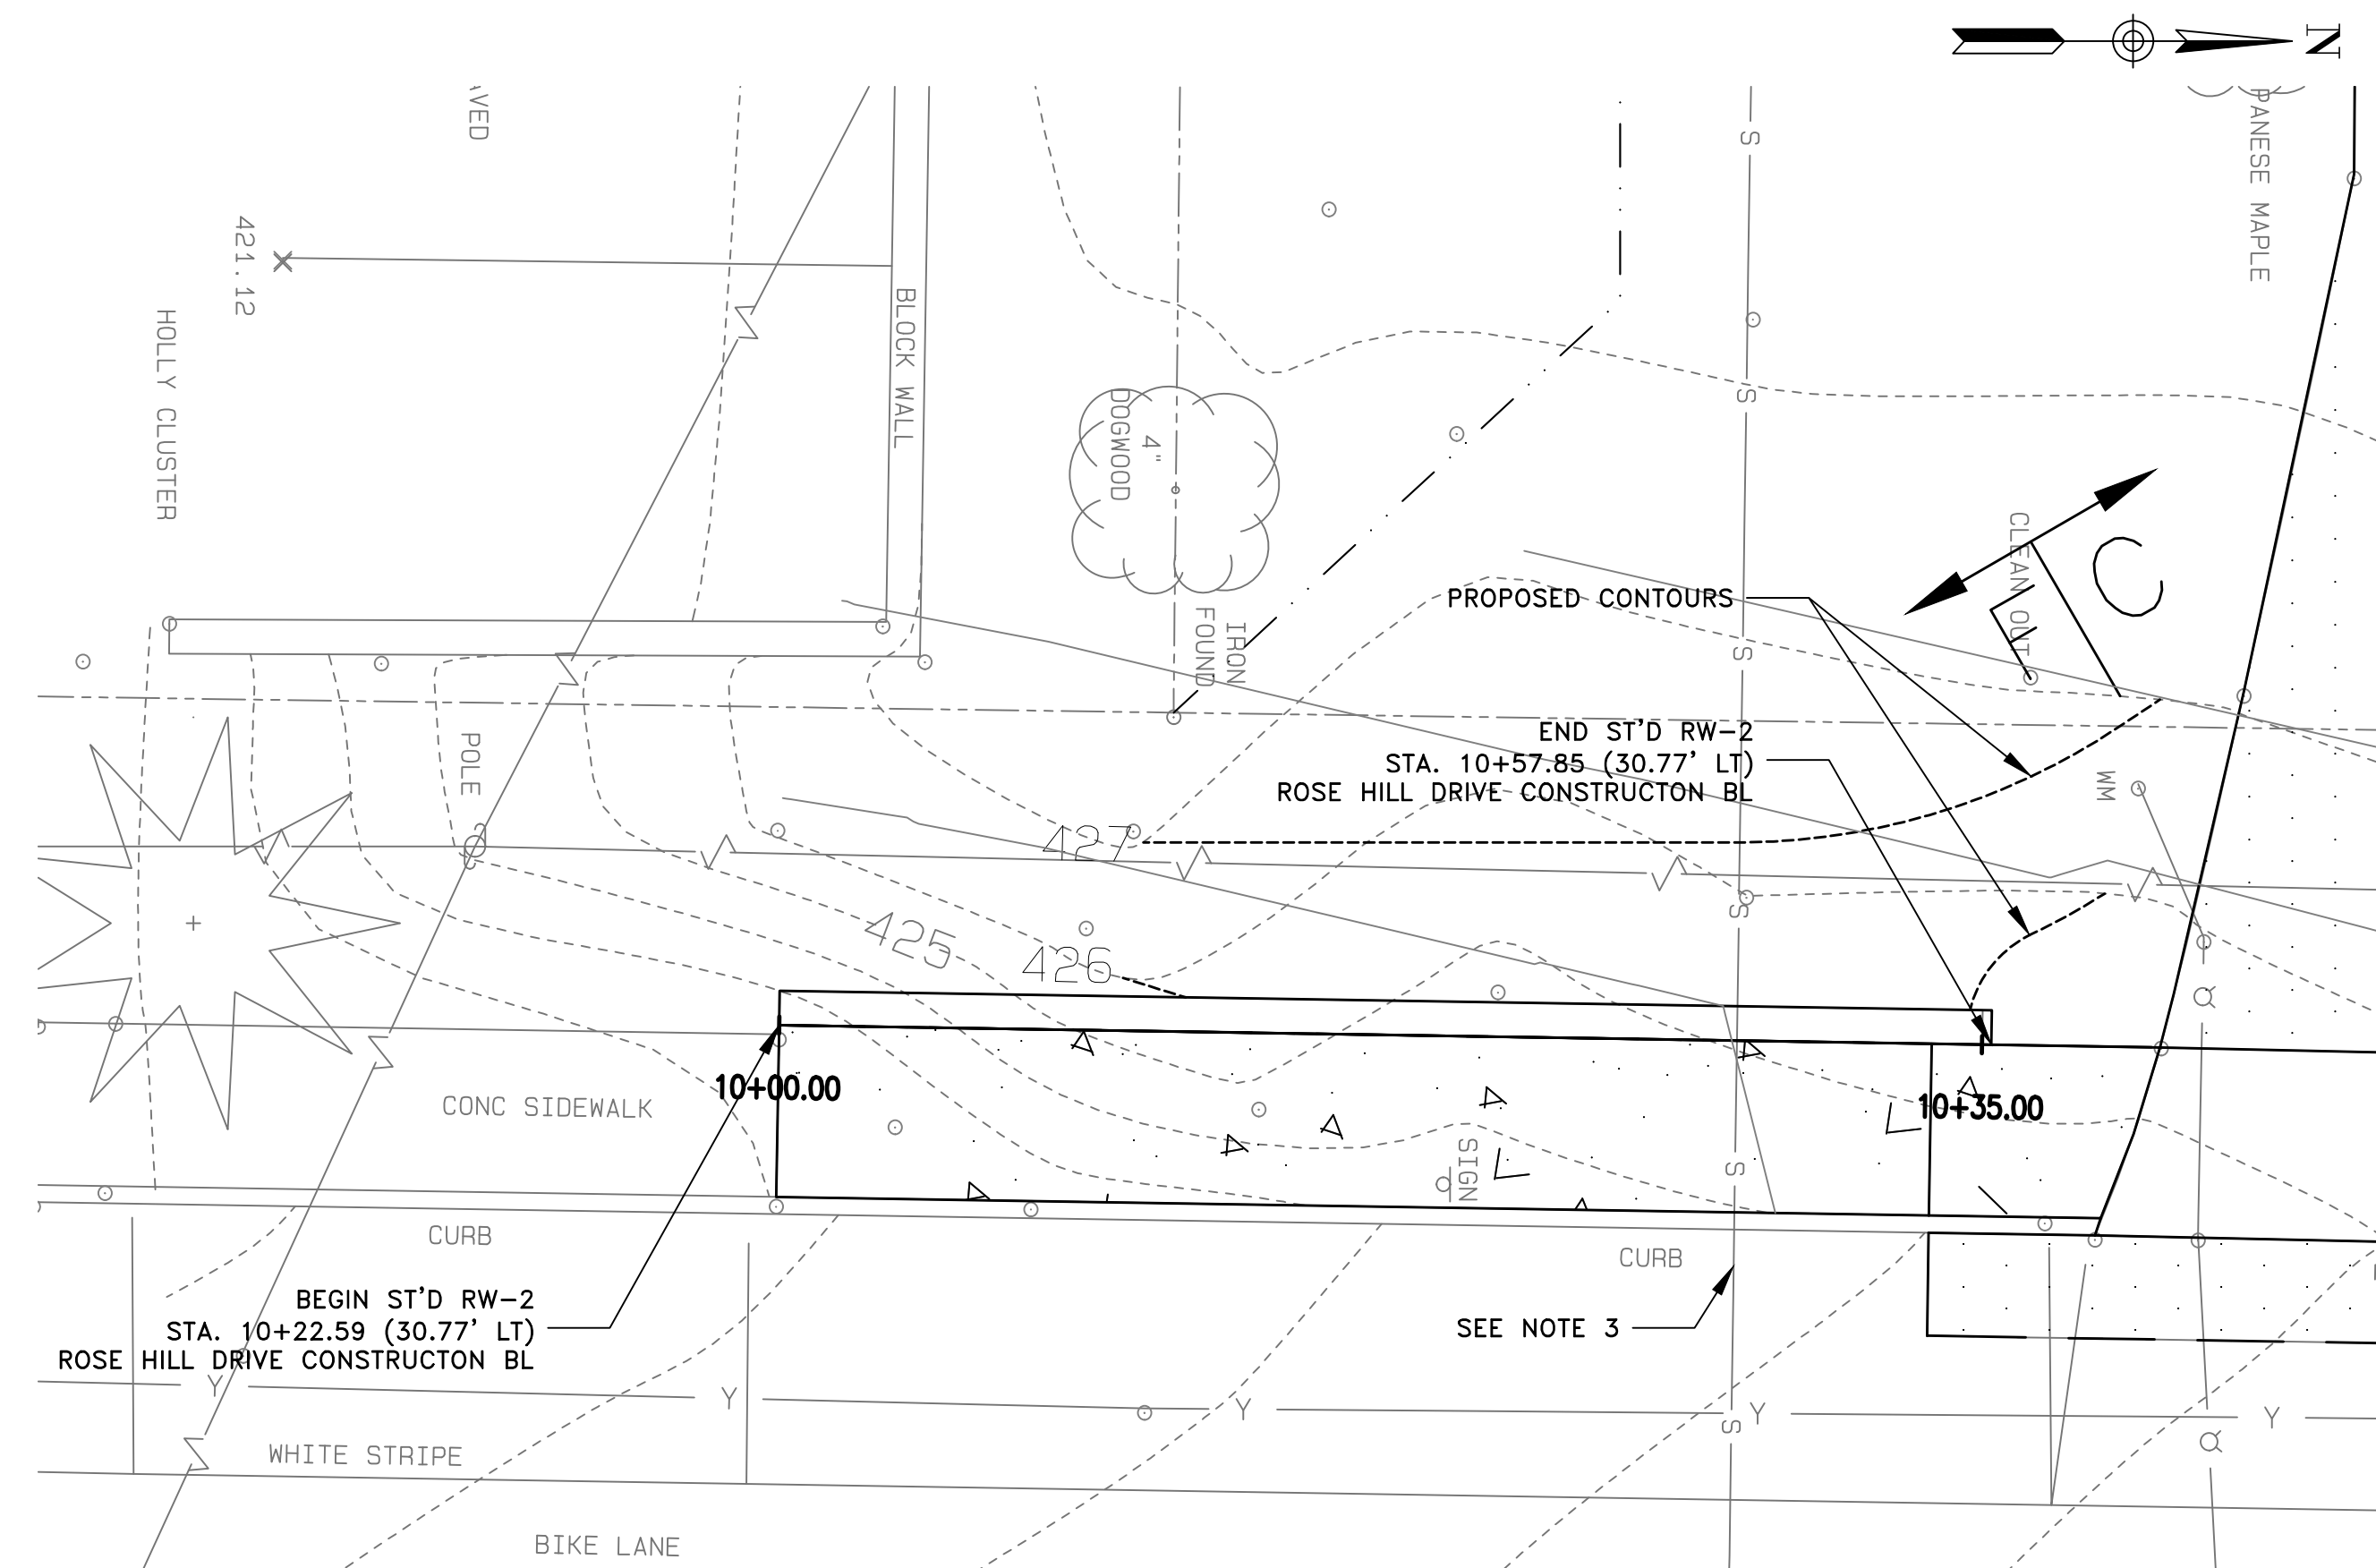 N
VED
PANESE MAPLE
421.12
HOLLY CLUSTER
BLOCK WALL
4"
DOGWOOD
S
S
CLEAN OUT
C
F
PROPOSED CONTOURS
IRON
FOUND
S
END ST'D RW-2
STA. 10+57.85 (30.77' LT)
ROSE HILL DRIVE CONSTRUCTON BL
POLE
WM
427
425
426
S
10+00.00
10+35.00
CONC SIDEWALK
SIGN
S
CURB
CURB
BEGIN ST'D RW-2
STA. 10+22.59 (30.77' LT)
ROSE HILL DRIVE CONSTRUCTON BL
SEE NOTE 3
Y
Y
Y
Y
Y
S
WHITE STRIPE
BIKE LANE